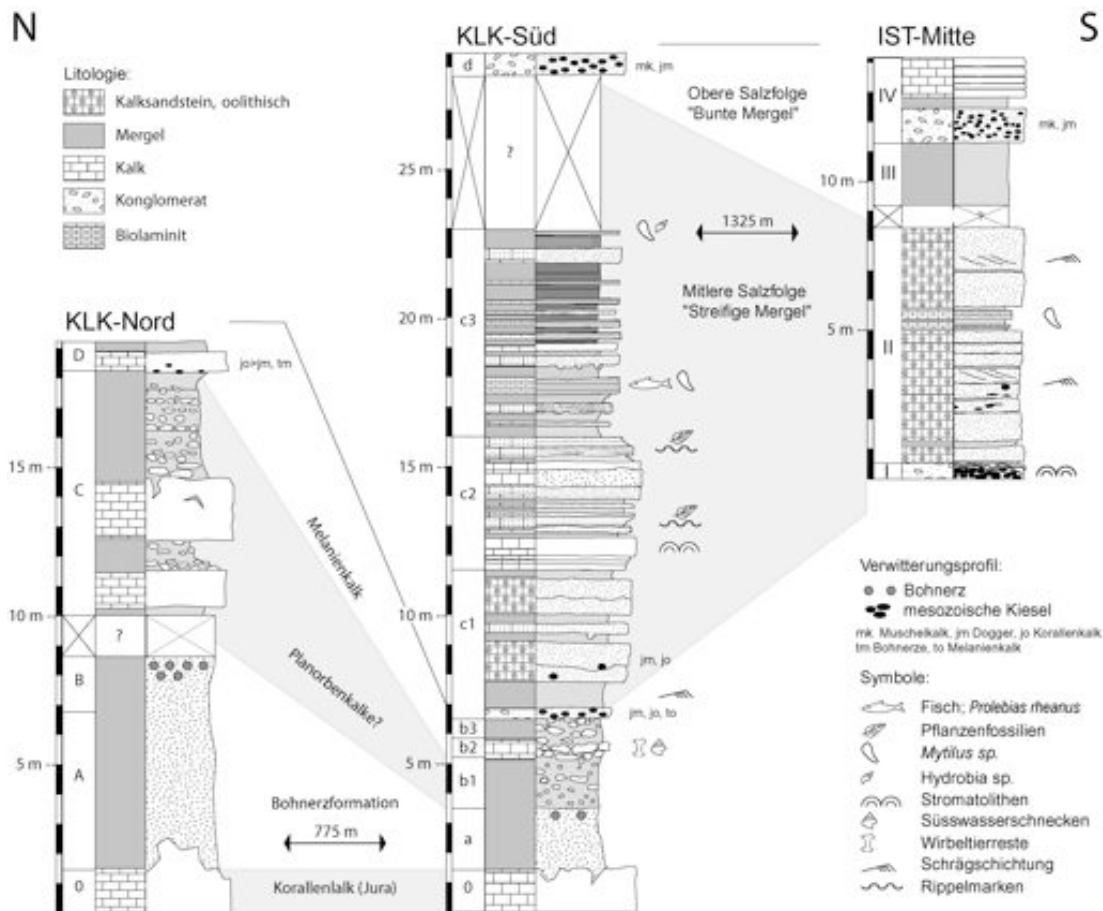 N
S
KLK-Süd
IST-Mitte
KLK-Nord
Litologie:
Kalksandstein, oolithisch
Mergel
Kalk
Konglomerat
Biolaminit
D
C
?
B
A
0
15 m
10 m
5 m
jo>jm, tm
Melanienkalk
Planorbenkalke?
Bohnerzformation
775 m
Korallenlalk (Jura)
d
?
c3
c2
c1
b3
b2
b1
a
0
25 m
20 m
15 m
10 m
5 m
mk, jm
jm, jo
jm, jo, to
Obere Salzfolge
"Bunte Mergel"
1325 m
Mitlere Salzfolge
"Streifige Mergel"
IV
III
II
I
10 m
5 m
mk, jm
Verwitterungsprofil:
Bohnerz
mesozoische Kiesel
mk Muschelkalk, jm Dogger, jo Korallenkalk
tm Bohnerze, to Melanienkalk
Symbole:
Fisch; Prolebias rheanus
Pflanzenfossilien
Mytilus sp.
Hydrobia sp.
Stromatolithen
Süsswasserschnecken
Wirbeltierreste
Schrägschichtung
Rippelmarken